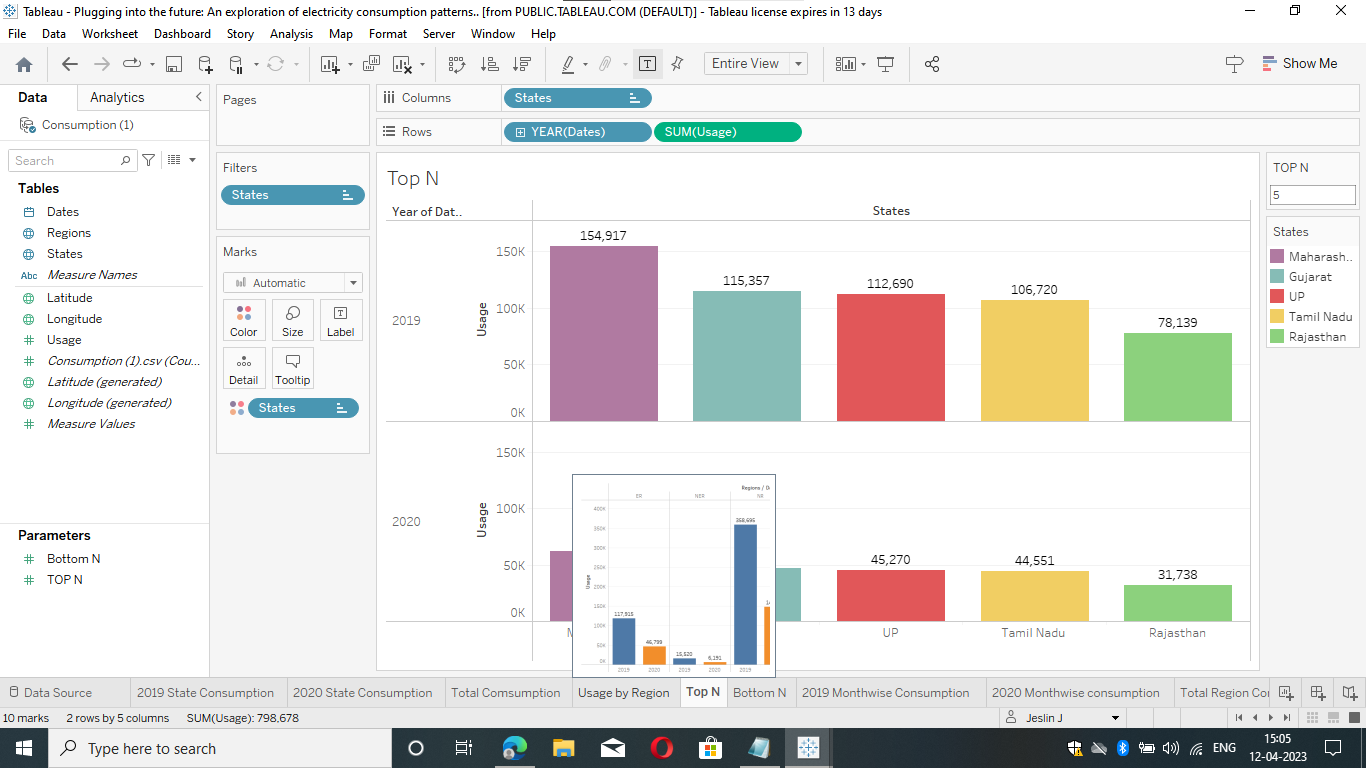 Tableau - Plugging into the future: An exploration of electricity consumption patterns.. [from PUBLIC.TABLEAU.COM (DEFAULT)] - Tableau license expires in 13 days
File Data Worksheet Dashboard Story Analysis Map Format Server Window Help
Entire View
Show Me
Data Analytics
Consumption (1)
Search
Tables
Dates
Regions
States
Abc Measure Names
Latitude
Longitude
Usage
Consumption (1).csv (Cou...
Latitude (generated)
Longitude (generated)
Measure Values
Parameters
Bottom N
TOP N
Pages
Filters
States
Marks
Automatic
Color Size Label
Detail Tooltip
States
Columns States
Rows YEAR(Dates) SUM(Usage)
Top N
Year of Dat.. States
2019
Usage
150K
100K
50K
0K
154,917 115,357 112,690 106,720 78,139
2020
Usage
150K
100K
50K
0K
45,270 44,551 31,738
UP Tamil Nadu Rajasthan
Regions / D
ER NER NR
Usage
400K
350K
300K
250K
200K
150K
100K
50K
0K
117,915 46,799 15,520 6,191 358,695
2019 2020 2019 2020 2019
TOP N
5
States
Maharash..
Gujarat
UP
Tamil Nadu
Rajasthan
Data Source 2019 State Consumption 2020 State Consumption Total Comsumption Usage by Region Top N Bottom N 2019 Monthwise Consumption 2020 Monthwise consumption Total Region Cor
10 marks 2 rows by 5 columns SUM(Usage): 798,678 Jeslin J
Type here to search
ENG
15:05
12-04-2023